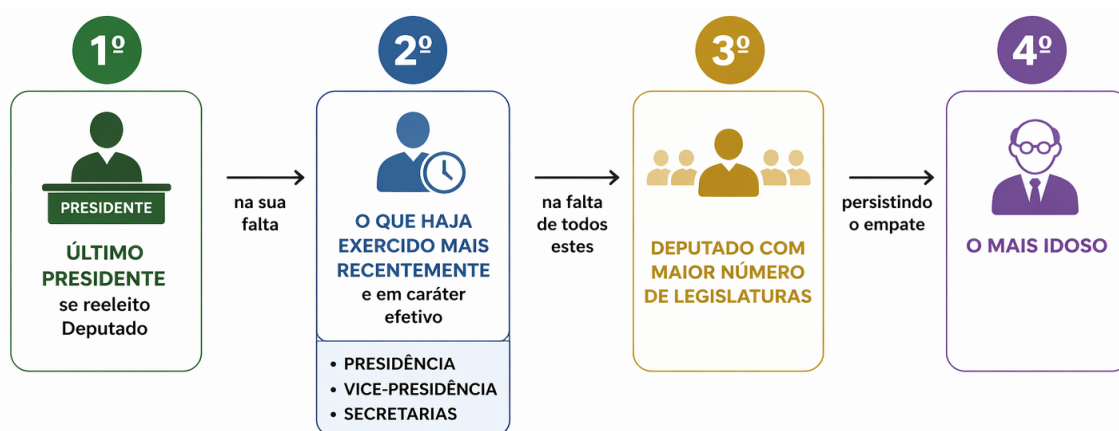 1º
PRESIDENTE
ÚLTIMO
PRESIDENTE
se reeleito
Deputado
na sua
falta
2º
O QUE HAJA
EXERCIDO MAIS
RECENTEMENTE
e em caráter
efetivo
• PRESIDÊNCIA
• VICE-PRESIDÊNCIA
• SECRETARIAS
na falta
de todos
estes
3º
DEPUTADO COM
MAIOR NÚMERO
DE LEGISLATURAS
persistindo
o empate
4º
O MAIS IDOSO